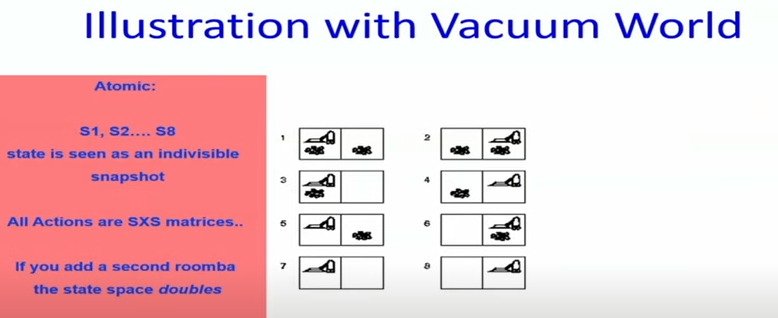 Illustration with Vacuum World
Atomic:
S1, S2.... S8
state is seen as an indivisible
snapshot
All Actions are SXS matrices..
If you add a second roomba
the state space doubles
1
2
3
4
5
6
7
8